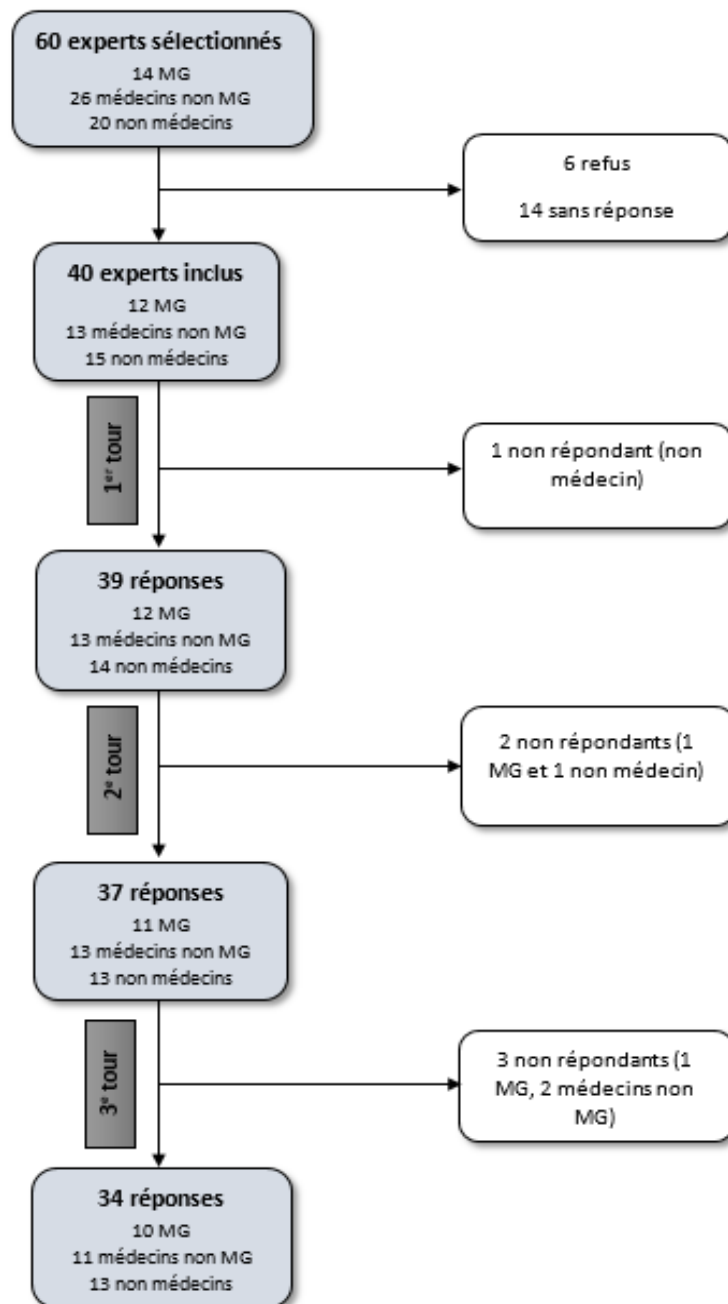 60 experts sélectionnés
14 MG
26 médecins non MG
20 non médecins
6 refus
14 sans réponse
40 experts inclus
12 MG
13 médecins non MG
15 non médecins
1er tour
1 non répondant (non
médecin)
39 réponses
12 MG
13 médecins non MG
14 non médecins
2e tour
2 non répondants (1
MG et 1 non médecin)
37 réponses
11 MG
13 médecins non MG
13 non médecins
3e tour
3 non répondants (1
MG, 2 médecins non
MG)
34 réponses
10 MG
11 médecins non MG
13 non médecins